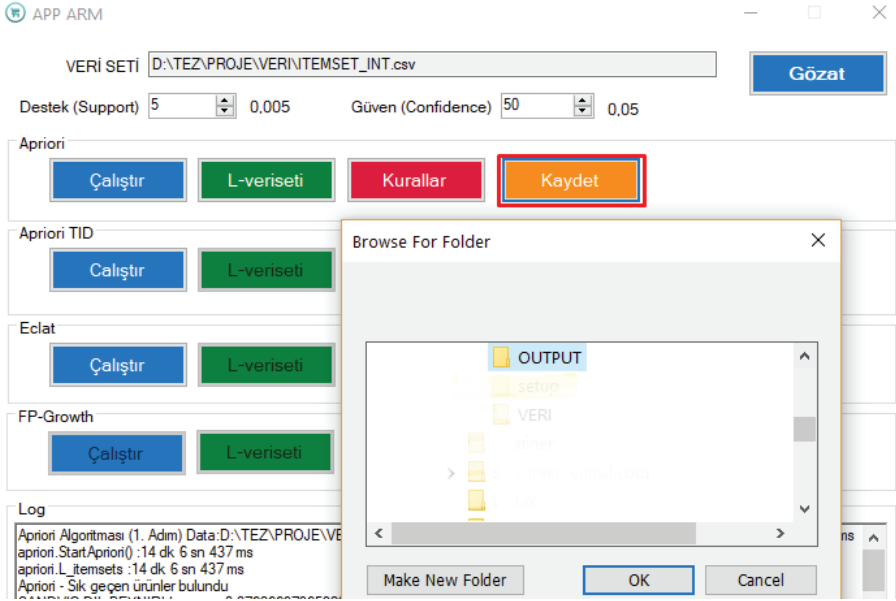 APP ARM
VERİ SETİ D:\TEZ\PROJE\VERI\ITEMSET_INT.csv
Gözat
Destek (Support) 5 0,005 Güven (Confidence) 50 0,05
Apriori
Çalıştır L-veriseti Kurallar Kaydet
Apriori TID
Calıştır L-veriseti
Eclat
Çalıştır L-veriseti
FP-Growth
Çalıştır L-veriseti
Browse For Folder
OUTPUT
setup
VERI
Make New Folder OK Cancel
Log
Apriori Algoritması (1. Adım) Data:D:\TEZ\PROJE\VE
ms
apriori.StartApriori() :14 dk 6 sn 437 ms
apriori.L_itemsets :14 dk 6 sn 437 ms
Apriori - Sık geçen ürünler bulundu